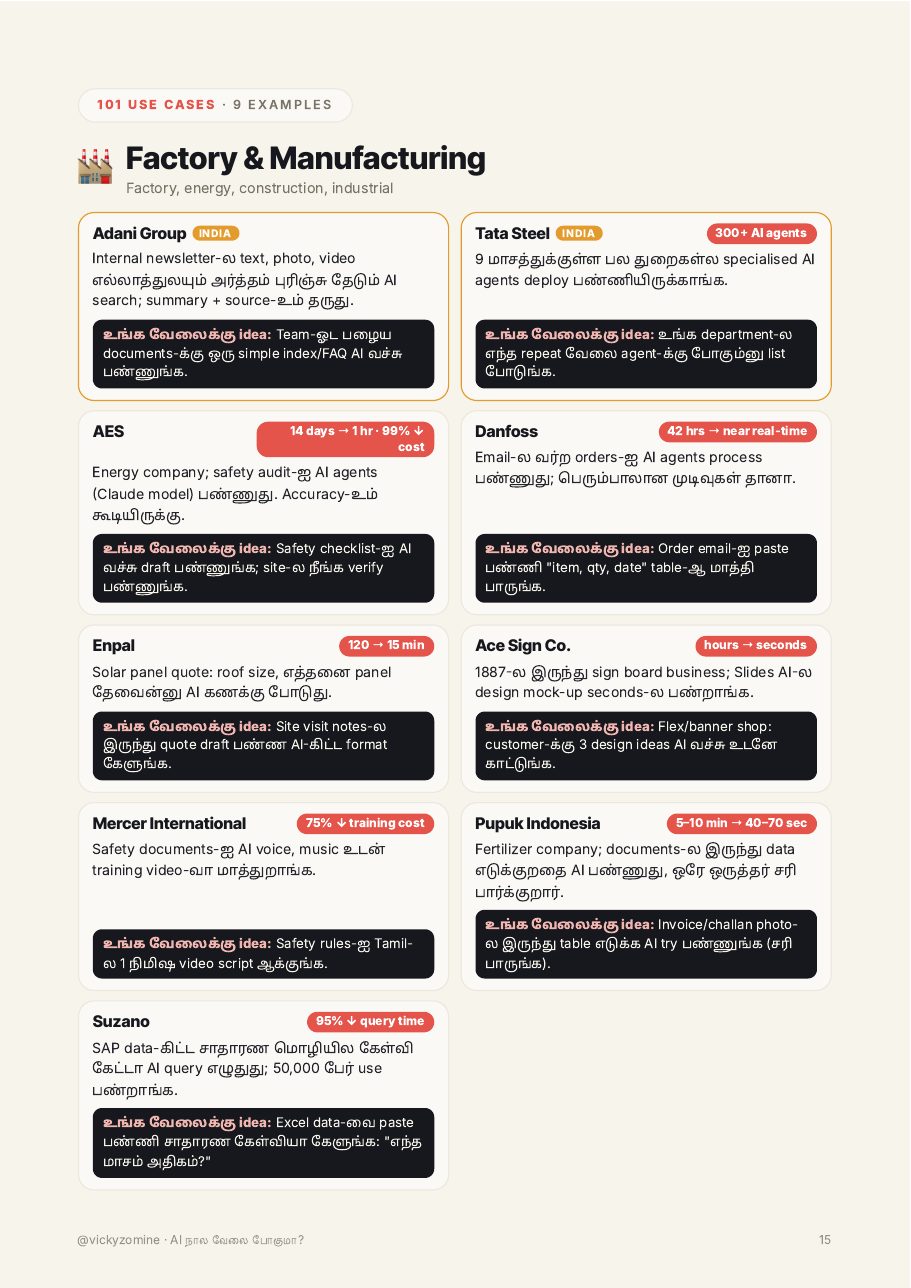 101 USE CASES · 9 EXAMPLES
Factory & Manufacturing
Factory, energy, construction, industrial
Adani Group INDIA
Internal newsletter-ல text, photo, video
எல்லாத்துலயும் அர்த்தம் புரிஞ்சு தேடும் AI
search; summary + source-உம் தருது.
உங்க வேலைக்கு idea: Team-ஓட பழைய
documents-க்கு ஒரு simple index/FAQ AI வச்சு
பண்ணுங்க.
Tata Steel INDIA 300+ AI agents
9 மாசத்துக்குள்ள பல துறைகள்ல specialised AI
agents deploy பண்ணியிருக்காங்க.
உங்க வேலைக்கு idea: உங்க department-ல
எந்த repeat வேலை agent-க்கு போகும்னு list
போடுங்க.
AES 14 days → 1 hr · 99% ↓
cost
Energy company; safety audit-ஐ AI agents
(Claude model) பண்ணுது. Accuracy-உம்
கூடியிருக்கு.
உங்க வேலைக்கு idea: Safety checklist-ஐ AI
வச்சு draft பண்ணுங்க; site-ல நீங்க verify
பண்ணுங்க.
Danfoss 42 hrs → near real-time
Email-ல வர்ற orders-ஐ AI agents process
பண்ணுது; பெரும்பாலான முடிவுகள் தானா.
உங்க வேலைக்கு idea: Order email-ஐ paste
பண்ணி "item, qty, date" table-ஆ மாத்தி
பாருங்க.
Enpal 120 → 15 min
Solar panel quote: roof size, எத்தனை panel
தேவைன்னு AI கணக்கு போடுது.
உங்க வேலைக்கு idea: Site visit notes-ல
இருந்து quote draft பண்ண AI-கிட்ட format
கேளுங்க.
Ace Sign Co. hours → seconds
1887-ல இருந்து sign board business; Slides AI-ல
design mock-up seconds-ல பண்றாங்க.
உங்க வேலைக்கு idea: Flex/banner shop:
customer-க்கு 3 design ideas AI வச்சு உடனே
காட்டுங்க.
Mercer International 75% ↓ training cost
Safety documents-ஐ AI voice, music உடன்
training video-வா மாத்துறாங்க.
உங்க வேலைக்கு idea: Safety rules-ஐ Tamil-
ல 1 நிமிஷ video script ஆக்குங்க.
Pupuk Indonesia 5–10 min → 40–70 sec
Fertilizer company; documents-ல இருந்து data
எடுக்குறதை AI பண்ணுது, ஒரே ஒருத்தர் சரி
பார்க்குறார்.
உங்க வேலைக்கு idea: Invoice/challan photo-
ல இருந்து table எடுக்க AI try பண்ணுங்க (சரி
பாருங்க).
Suzano 95% ↓ query time
SAP data-கிட்ட சாதாரண மொழியில கேள்வி
கேட்டா AI query எழுதுது; 50,000 பேர் use
பண்றாங்க.
உங்க வேலைக்கு idea: Excel data-வை paste
பண்ணி சாதாரண கேள்வியா கேளுங்க: "எந்த
மாசம் அதிகம்?"
@vickyzomine · AI நால வேலை போகுமா? 15